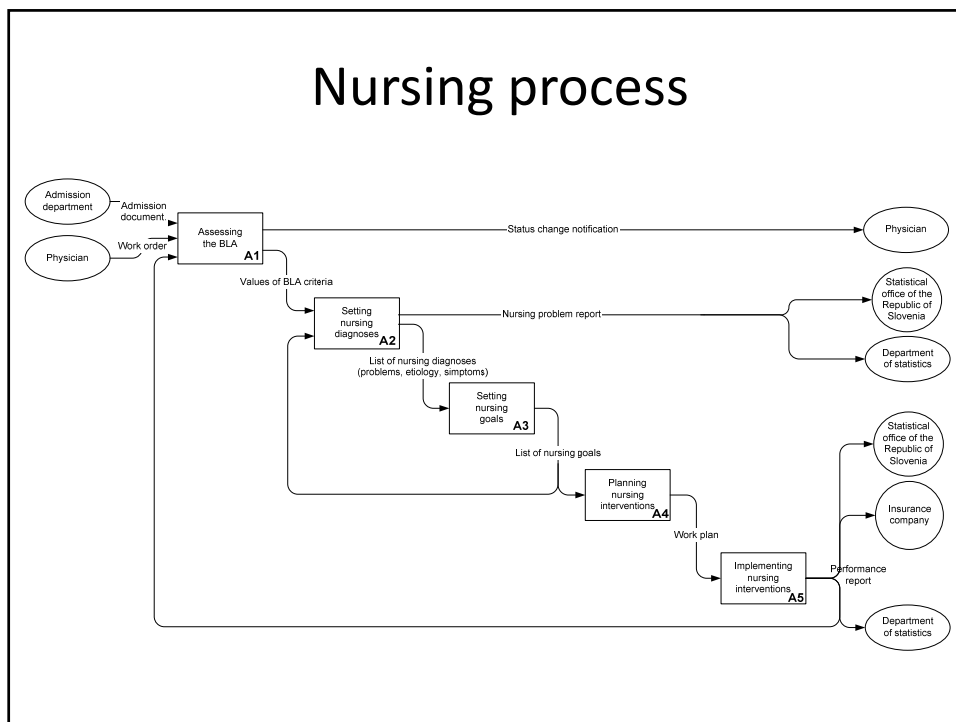 Nursing process
Admission
department
Admission
document.
Physician
Work order
Assessing
the BLA
A1
Status change notification
Physician
Values of BLA criteria
Setting
nursing
diagnoses
A2
Nursing problem report
Statistical
office of the
Republic of
Slovenia
Department
of statistics
List of nursing diagnoses
(problems, etiology, simptoms)
Setting
nursing
goals
A3
List of nursing goals
Planning
nursing
interventions
A4
Work plan
Implementing
nursing
interventions
A5
Performance
report
Statistical
office of the
Republic of
Slovenia
Insurance
company
Department
of statistics